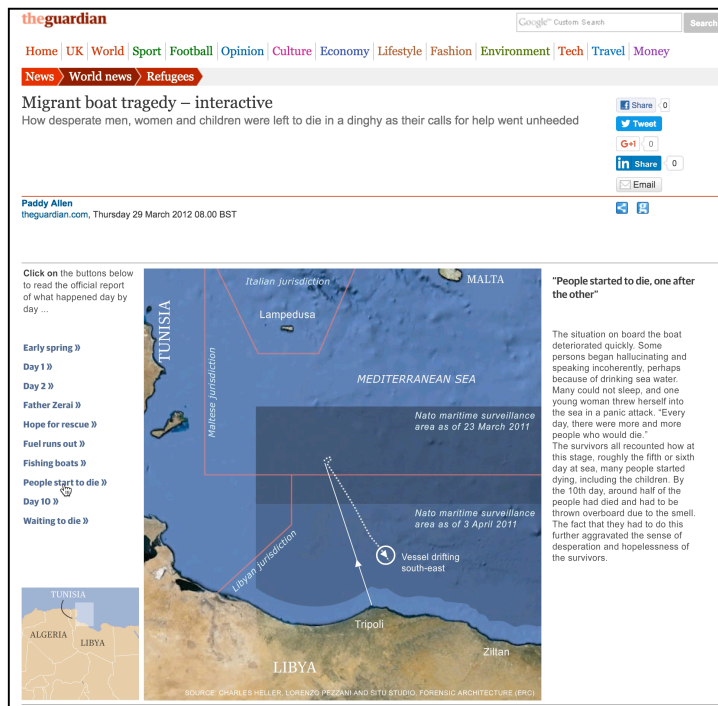 theguardian
Google™ Custom Search
Search
Home UK World Sport Football Opinion Culture Economy Lifestyle Fashion Environment Tech Travel Money
News World news Refugees
Migrant boat tragedy – interactive
How desperate men, women and children were left to die in a dinghy as their calls for help went unheeded
Share 0
Tweet
G+1 0
in Share 0
Email
Paddy Allen
theguardian.com, Thursday 29 March 2012 08.00 BST
Click on the buttons below
to read the official report
of what happened day by
day ...
Early spring »
Day 1 »
Day 2 »
Father Zerai »
Hope for rescue »
Fuel runs out »
Fishing boats »
People start to die »
Day 10 »
Waiting to die »
TUNISIA
ALGERIA
LIBYA
Italian jurisdiction
MALTA
TUNISIA
Lampedusa
Maltese jurisdiction
MEDITERRANEAN SEA
Nato maritime surveillance
area as of 23 March 2011
Nato maritime surveillance
area as of 3 April 2011
Libyan jurisdiction
Vessel drifting
south-east
Tripoli
Ziltan
LIBYA
SOURCE: CHARLES HELLER, LORENZO PEZZANI AND SITU STUDIO, FORENSIC ARCHITECTURE (ERC)
"People started to die, one after
the other"
The situation on board the boat
deteriorated quickly. Some
persons began hallucinating and
speaking incoherently, perhaps
because of drinking sea water.
Many could not sleep, and one
young woman threw herself into
the sea in a panic attack. “Every
day, there were more and more
people who would die.”
The survivors all recounted how at
this stage, roughly the fifth or sixth
day at sea, many people started
dying, including the children. By
the 10th day, around half of the
people had died and had to be
thrown overboard due to the smell.
The fact that they had to do this
further aggravated the sense of
desperation and hopelessness of
the survivors.